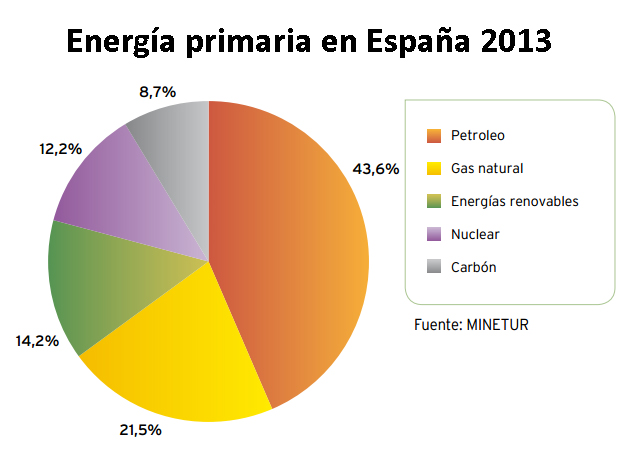 Energía primaria en España 2013
8,7%
12,2%
43,6%
14,2%
21,5%
Petroleo
Gas natural
Energías renovables
Nuclear
Carbón
Fuente: MINETUR